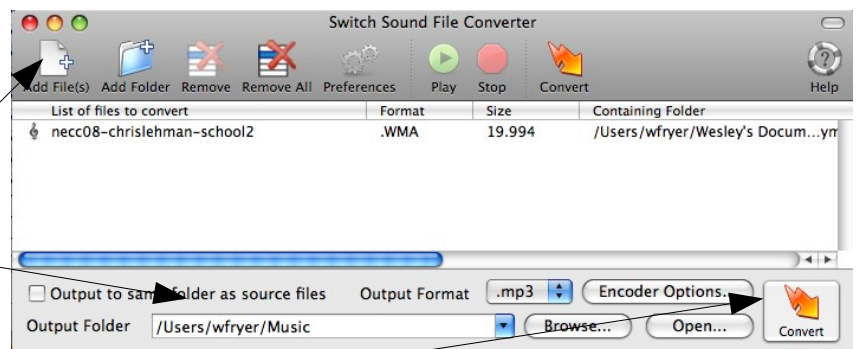 Switch Sound File Converter
Add File(s) Add Folder Remove Remove All Preferences Play Stop Convert Help
List of files to convert Format Size Containing Folder
necc08-chrislehman-school2 .WMA 19.994 /Users/wfryer/Wesley's Docum...ym
Output to same folder as source files Output Format .mp3 Encoder Options...
Output Folder /Users/wfryer/Music Browse... Open... Convert